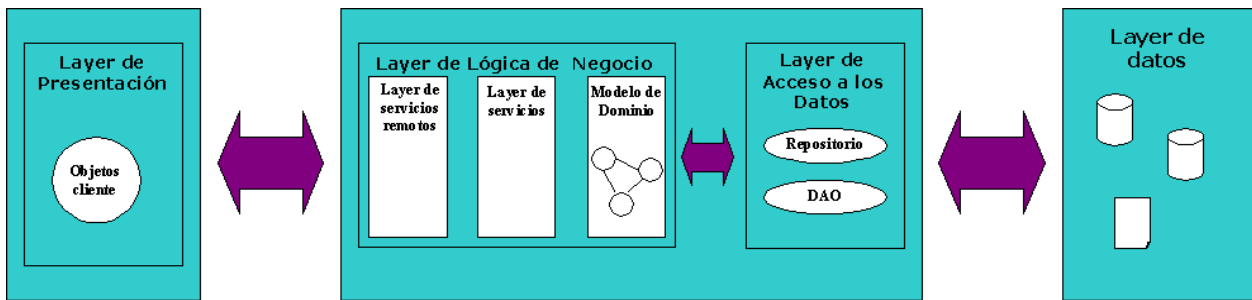 Layer de
Presentación
Objetos
cliente
Layer de Lógica de Negocio
Layer de
servicios
remotos
Layer de
servicios
Modelo de
Dominio
Layer de
Acceso a los
Datos
Repositorio
DAO
Layer de
datos